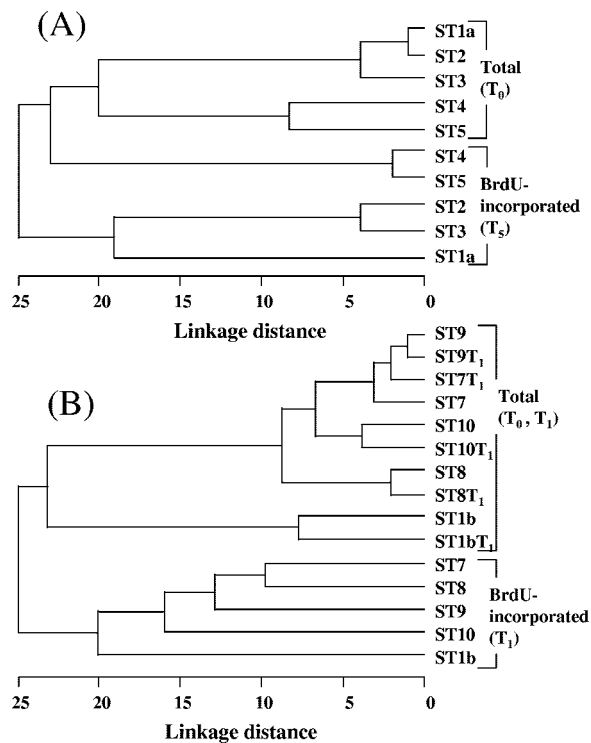 (A)
ST1a
ST2
ST3
ST4
ST5
Total
(T0)
ST4
ST5
ST2
ST3
ST1a
BrdU-
incorporated
(T5)
25 20 15 10 5 0
Linkage distance
(B)
ST9
ST9T1
ST7T1
ST7
ST10
ST10T1
ST8
ST8T1
ST1b
ST1bT1
Total
(T0, T1)
ST7
ST8
ST9
ST10
ST1b
BrdU-
incorporated
(T1)
25 20 15 10 5 0
Linkage distance